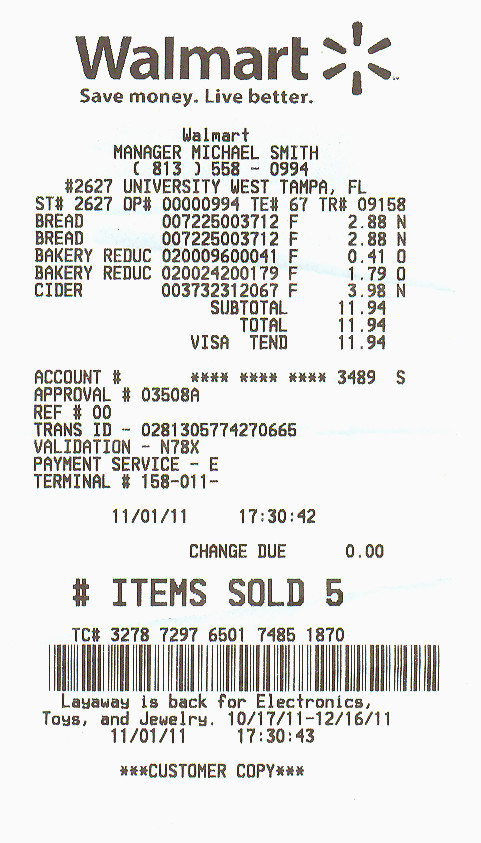 Walmart
Save money. Live better.
Walmart
MANAGER MICHAEL SMITH
( 813 ) 558 - 0994
#2627 UNIVERSITY WEST TAMPA, FL
ST# 2627 OP# 00000994 TE# 67 TR# 09158
BREAD 007225003712 F 2.88 N
BREAD 007225003712 F 2.88 N
BAKERY REDUC 020009600041 F 0.41 O
BAKERY REDUC 020024200179 F 1.79 O
CIDER 003732312067 F 3.98 N
SUBTOTAL 11.94
TOTAL 11.94
VISA TEND 11.94
ACCOUNT # **** **** **** 3489 S
APPROVAL # 03508A
REF # 00
TRANS ID - 0281305774270665
VALIDATION - N78X
PAYMENT SERVICE - E
TERMINAL # 158-011-
11/01/11 17:30:42
CHANGE DUE 0.00
# ITEMS SOLD 5
TC# 3278 7297 6501 7485 1870
Layaway is back for Electronics,
Toys, and Jewelry. 10/17/11-12/16/11
11/01/11 17:30:43
***CUSTOMER COPY***